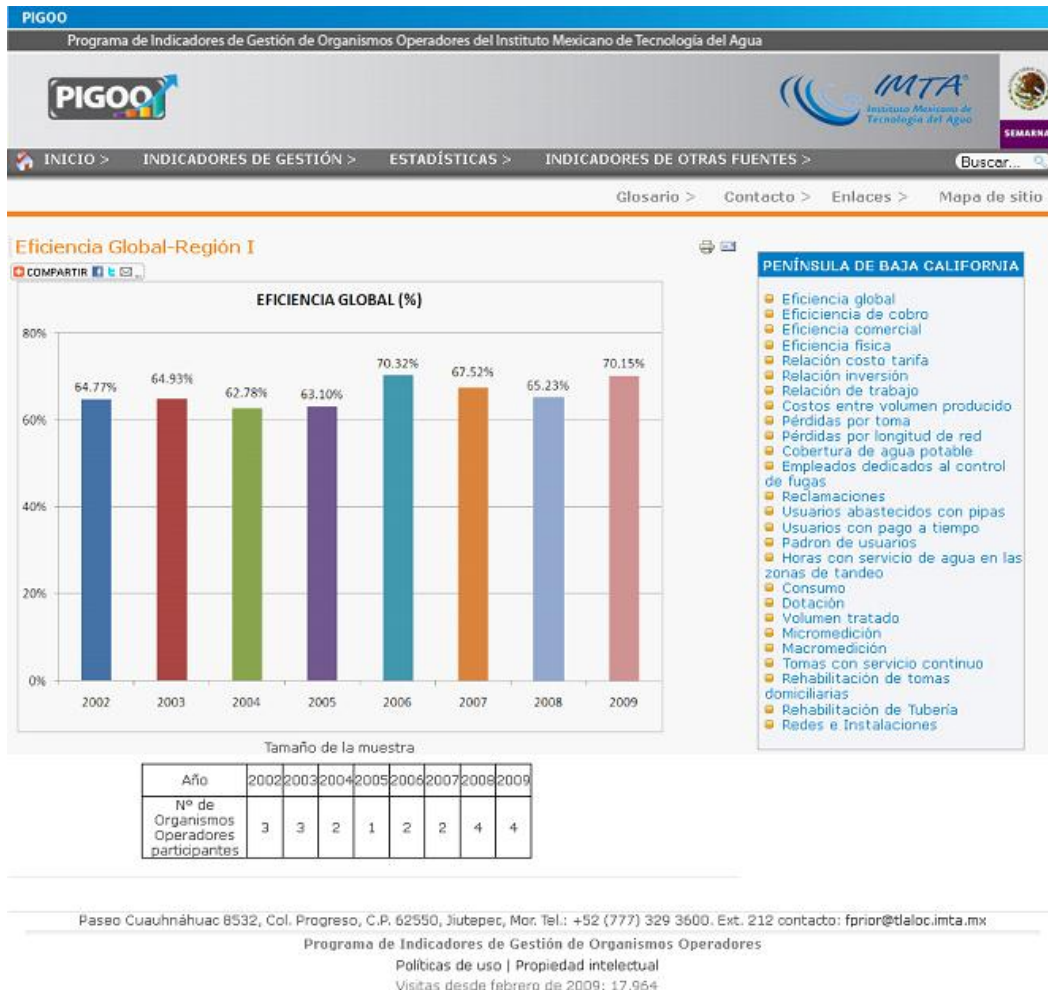 PIGOO
Programa de Indicadores de Gestión de Organismos Operadores del Instituto Mexicano de Tecnología del Agua
PIGOO
IMTA
Instituto Mexicano de
Tecnología del Agua
SEMARNA
INICIO > INDICADORES DE GESTIÓN > ESTADÍSTICAS > INDICADORES DE OTRAS FUENTES > Buscar...
Glosario > Contacto > Enlaces > Mapa de sitio
Eficiencia Global-Región I
COMPARTIR
EFICIENCIA GLOBAL (%)
80%
60%
40%
20%
0%
64.77% 64.93% 62.78% 63.10% 70.32% 67.52% 65.23% 70.15%
2002 2003 2004 2005 2006 2007 2008 2009
PENÍNSULA DE BAJA CALIFORNIA
Eficiencia global
Eficiciencia de cobro
Eficiencia comercial
Eficiencia física
Relación costo tarifa
Relación inversión
Relación de trabajo
Costos entre volumen producido
Pérdidas por toma
Pérdidas por longitud de red
Cobertura de agua potable
Empleados dedicados al control
de fugas
Reclamaciones
Usuarios abastecidos con pipas
Usuarios con pago a tiempo
Padron de usuarios
Horas con servicio de agua en las
zonas de tandeo
Consumo
Dotación
Volumen tratado
Micromedición
Macromedición
Tomas con servicio continuo
Rehabilitación de tomas
domiciliarias
Rehabilitación de Tubería
Redes e Instalaciones
Tamaño de la muestra
Año 2002 2003 2004 2005 2006 2007 2008 2009
Nº de
Organismos
Operadores
participantes
3 3 2 1 2 2 4 4
Paseo Cuauhnáhuac 8532, Col. Progreso, C.P. 62550, Jiutepec, Mor. Tel.: +52 (777) 329 3600. Ext. 212 contacto: fprior@tlaloc.imta.mx
Programa de Indicadores de Gestión de Organismos Operadores
Políticas de uso | Propiedad intelectual
Visitas desde febrero de 2009: 17,964